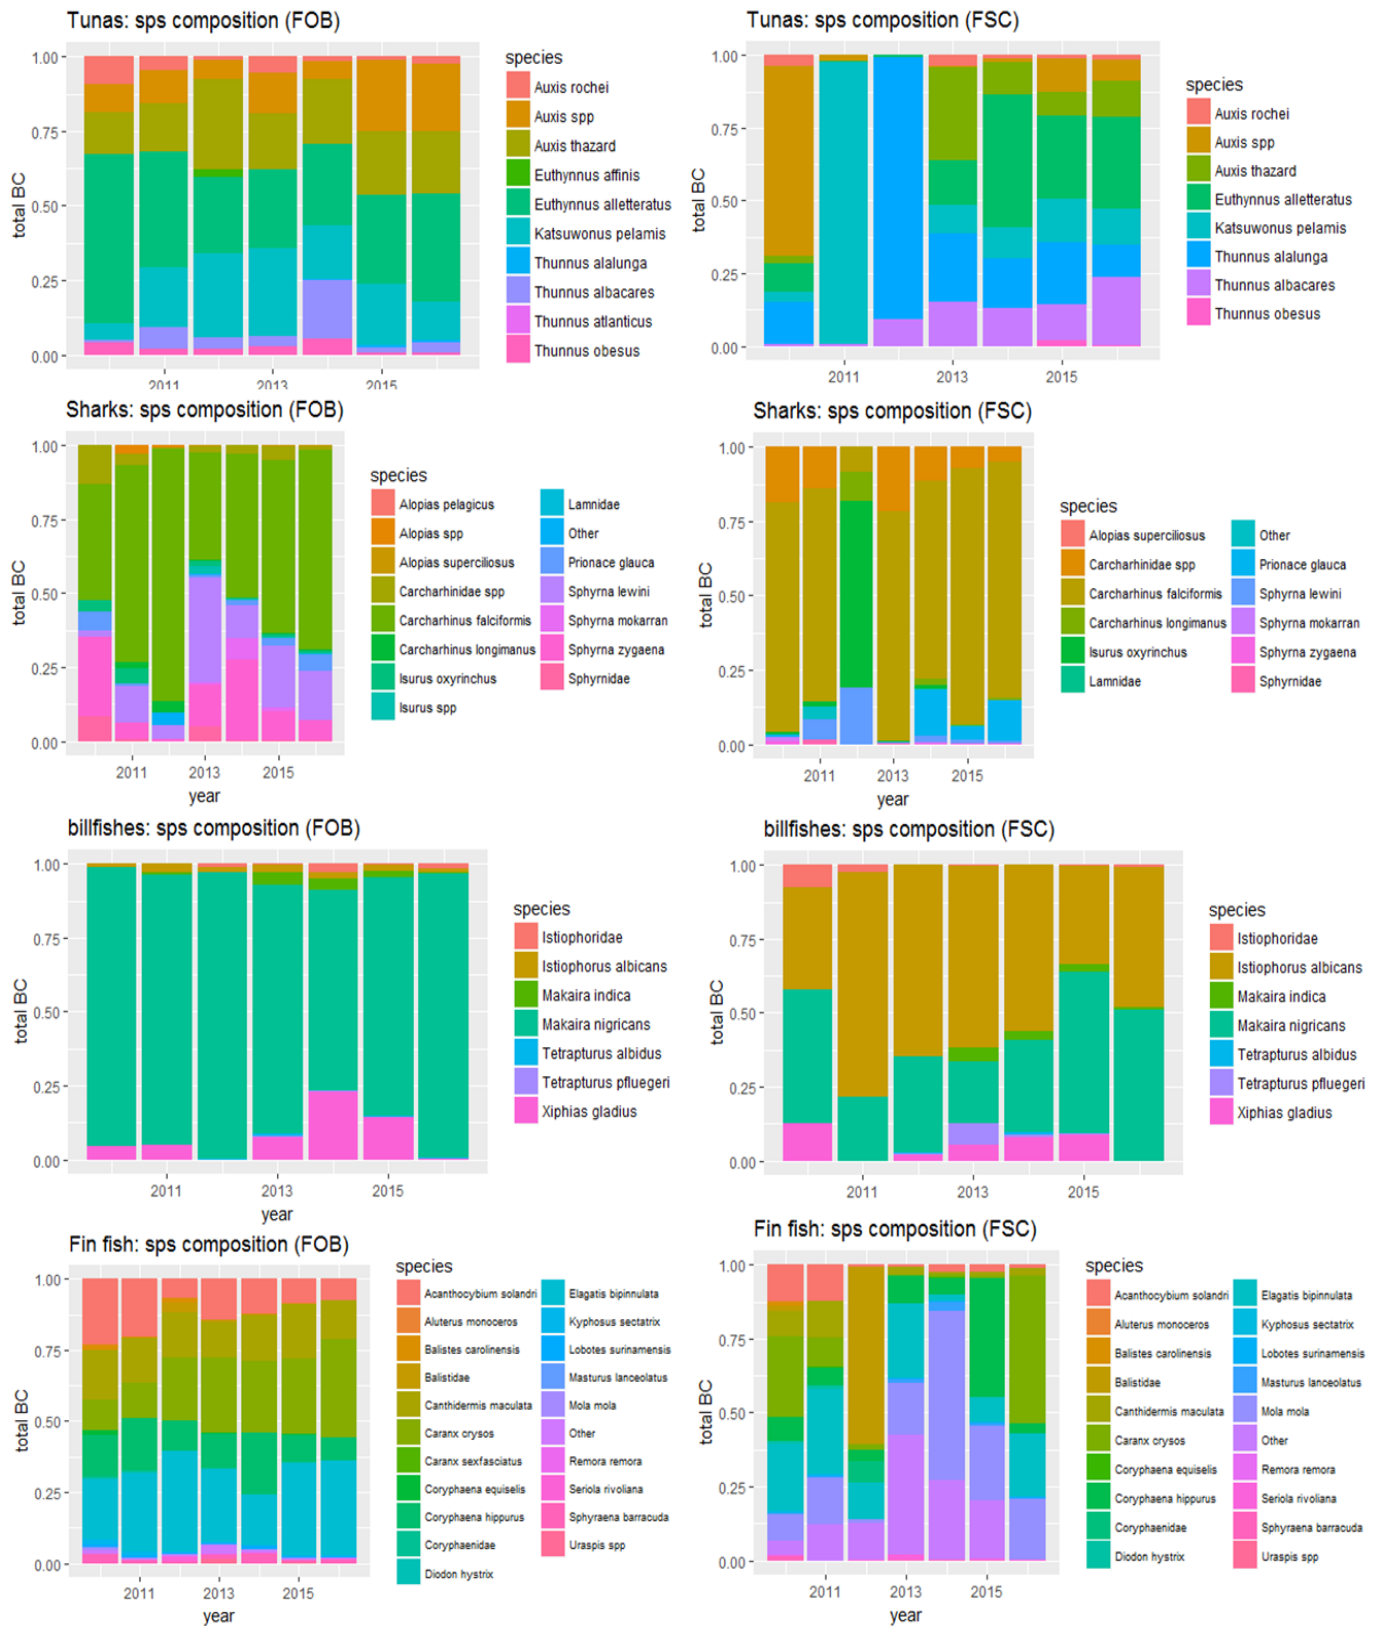 Tunas: sps composition (FOB)
total BC
1.00
0.75
0.50
0.25
0.00
2011
2013
2015
species
Auxis rochei
Auxis spp
Auxis thazard
Euthynnus affinis
Euthynnus alletteratus
Katsuwonus pelamis
Thunnus alalunga
Thunnus albacares
Thunnus atlanticus
Thunnus obesus
Tunas: sps composition (FSC)
total BC
1.00
0.75
0.50
0.25
0.00
2011
2013
2015
species
Auxis rochei
Auxis spp
Auxis thazard
Euthynnus alletteratus
Katsuwonus pelamis
Thunnus alalunga
Thunnus albacares
Thunnus obesus
Sharks: sps composition (FOB)
total BC
1.00
0.75
0.50
0.25
0.00
2011
2013
2015
year
species
Alopias pelagicus
Alopias spp
Alopias superciliosus
Carcharhinidae spp
Carcharhinus falciformis
Carcharhinus longimanus
Isurus oxyrinchus
Isurus spp
Lamnidae
Other
Prionace glauca
Sphyrna lewini
Sphyrna mokarran
Sphyrna zygaena
Sphyrnidae
Sharks: sps composition (FSC)
total BC
1.00
0.75
0.50
0.25
0.00
2011
2013
2015
year
species
Alopias superciliosus
Carcharhinidae spp
Carcharhinus falciformis
Carcharhinus longimanus
Isurus oxyrinchus
Lamnidae
Other
Prionace glauca
Sphyrna lewini
Sphyrna mokarran
Sphyrna zygaena
Sphyrnidae
billfishes: sps composition (FOB)
total BC
1.00
0.75
0.50
0.25
0.00
2011
2013
2015
year
species
Istiophoridae
Istiophorus albicans
Makaira indica
Makaira nigricans
Tetrapturus albidus
Tetrapturus pfluegeri
Xiphias gladius
billfishes: sps composition (FSC)
total BC
1.00
0.75
0.50
0.25
0.00
2011
2013
2015
species
Istiophoridae
Istiophorus albicans
Makaira indica
Makaira nigricans
Tetrapturus albidus
Tetrapturus pfluegeri
Xiphias gladius
Fin fish: sps composition (FOB)
total BC
1.00
0.75
0.50
0.25
0.00
2011
2013
2015
year
species
Acanthocybium solandri
Aluterus monoceros
Balistes carolinensis
Balistidae
Canthidermis maculata
Caranx crysos
Caranx sexfasciatus
Coryphaena equiselis
Coryphaena hippurus
Coryphaenidae
Diodon hystrix
Elagatis bipinnulata
Kyphosus sectatrix
Lobotes surinamensis
Masturus lanceolatus
Mola mola
Other
Remora remora
Seriola rivoliana
Sphyraena barracuda
Uraspis spp
Fin fish: sps composition (FSC)
total BC
1.00
0.75
0.50
0.25
0.00
2011
2013
2015
year
species
Acanthocybium solandri
Aluterus monoceros
Balistes carolinensis
Balistidae
Canthidermis maculata
Caranx crysos
Coryphaena equiselis
Coryphaena hippurus
Coryphaenidae
Diodon hystrix
Elagatis bipinnulata
Kyphosus sectatrix
Lobotes surinamensis
Masturus lanceolatus
Mola mola
Other
Remora remora
Seriola rivoliana
Sphyraena barracuda
Uraspis spp